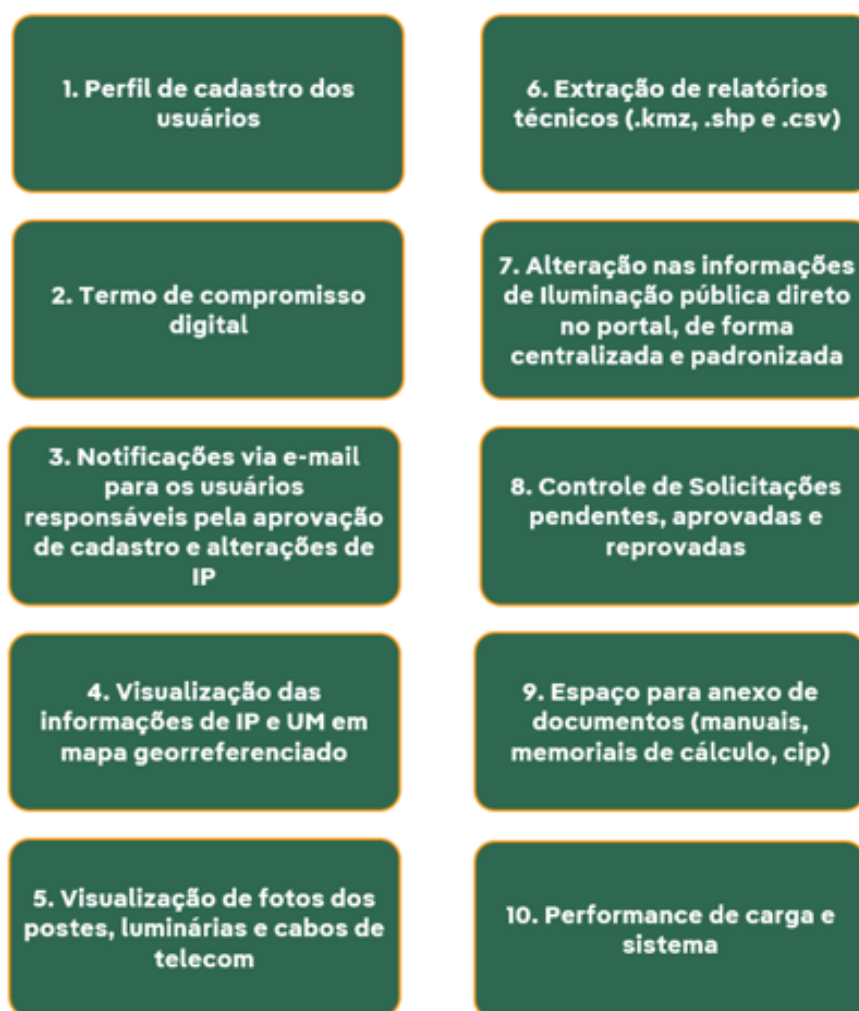 1. Perfil de cadastro dos
usuários
2. Termo de compromisso
digital
3. Notificações via e-mail
para os usuários
responsáveis pela aprovação
de cadastro e alterações de
IP
4. Visualização das
informações de IP e UM em
mapa georreferenciado
5. Visualização de fotos dos
postes, luminárias e cabos de
telecom
6. Extração de relatórios
técnicos (.kmz, .shp e .csv)
7. Alteração nas informações
de Iluminação pública direto
no portal, de forma
centralizada e padronizada
8. Controle de Solicitações
pendentes, aprovadas e
reprovadas
9. Espaço para anexo de
documentos (manuais,
memoriais de cálculo, cip)
10. Performance de carga e
sistema